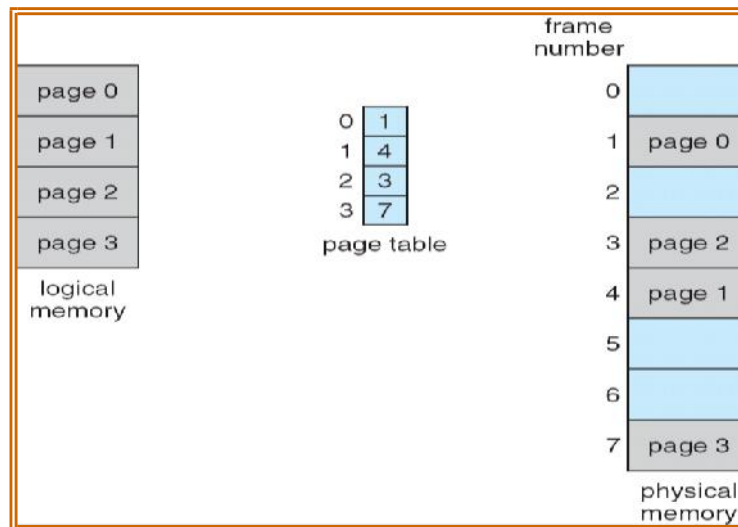 frame
number
page 0
page 1
page 2
page 3
logical
memory
0 1
1 4
2 3
3 7
page table
0
1 page 0
2
3 page 2
4 page 1
5
6
7 page 3
physical
memory